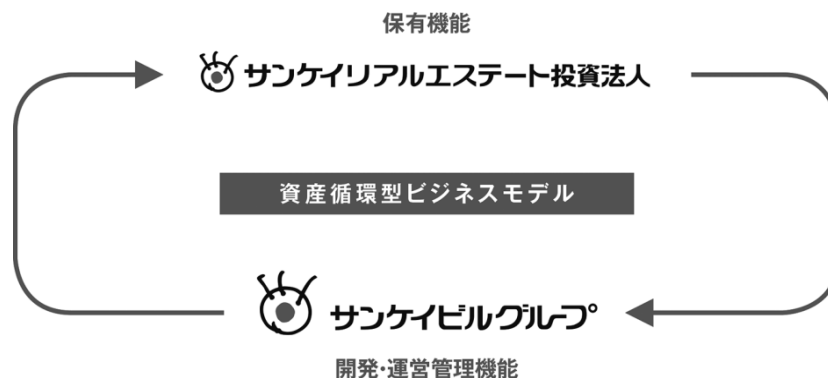 保有機能
サンケイリアルエステート投資法人
資産循環型ビジネスモデル
サンケイビルグループ
開発・運営管理機能